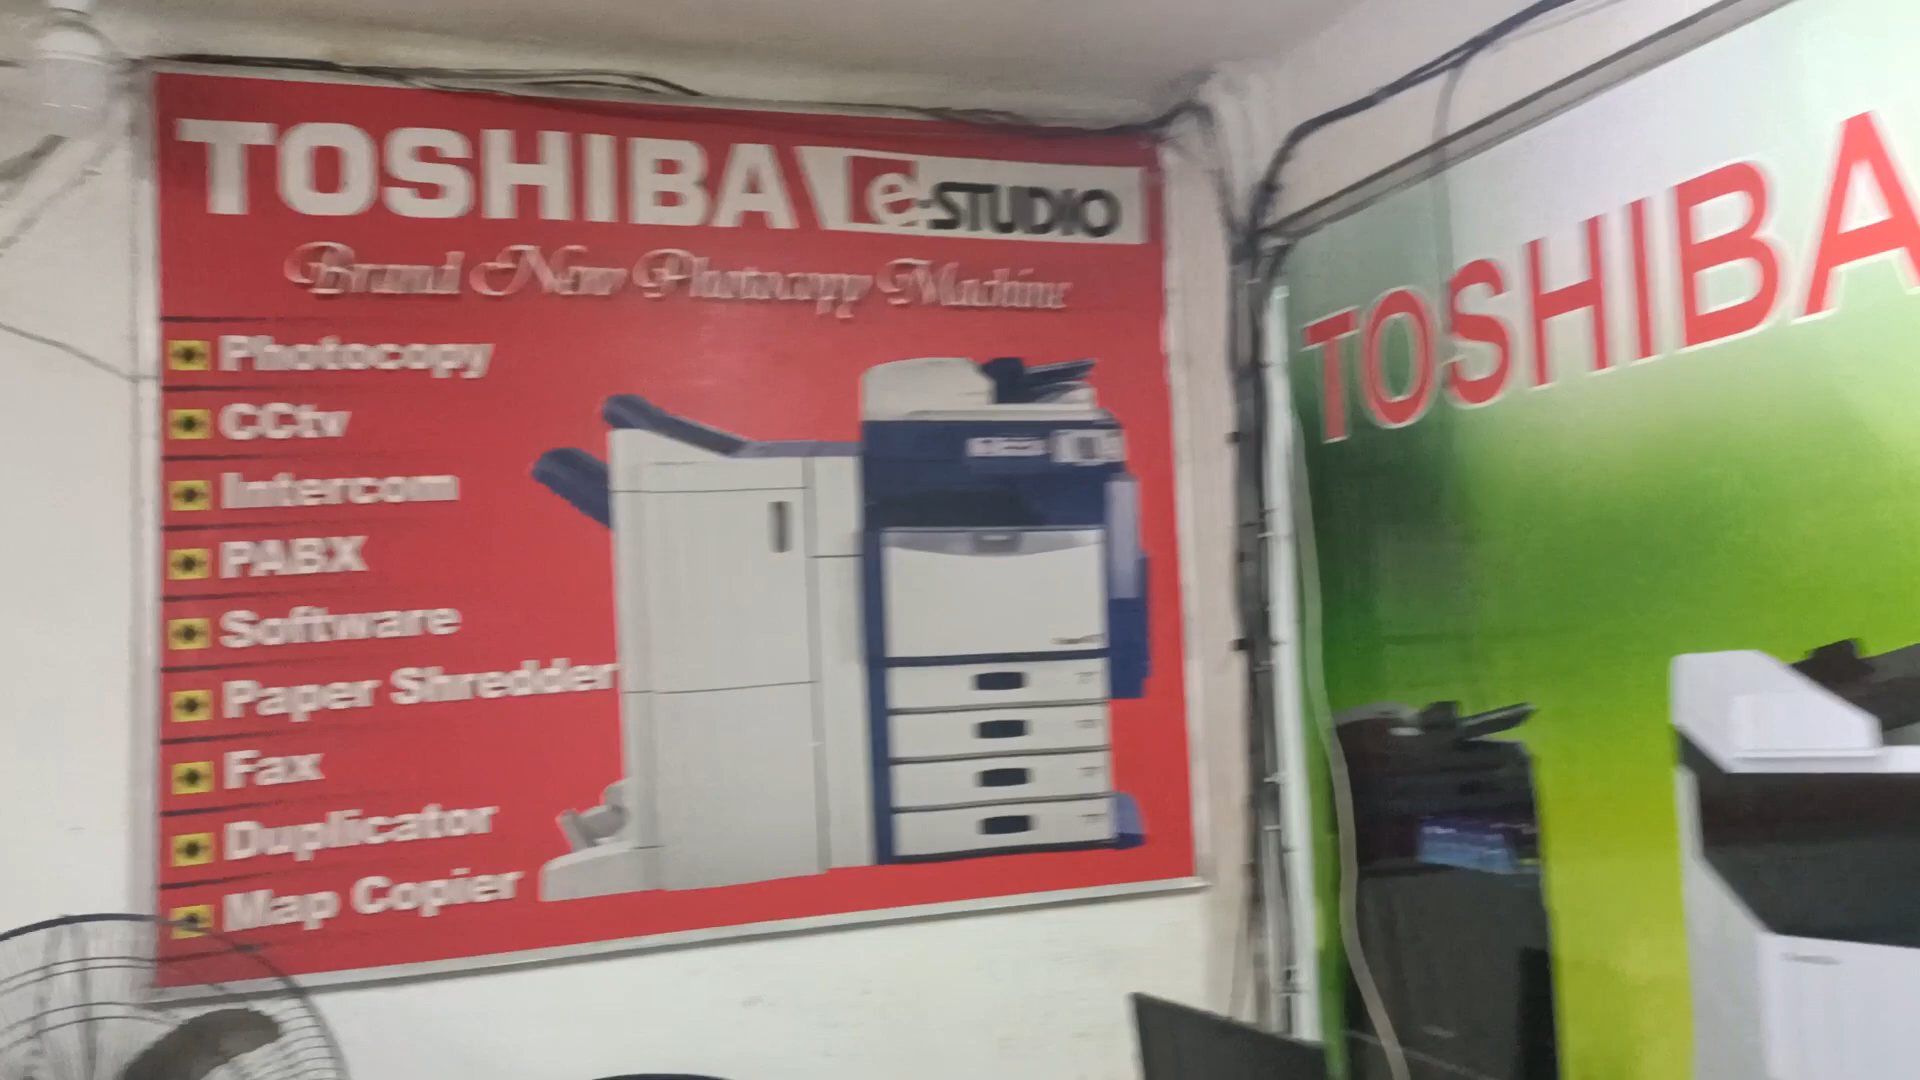 TOSHIBA e-STUDIO
Brand New Photocopy Machine
Photocopy
CCtv
Intercom
PABX
Software
Paper Shredder
Fax
Duplicator
Map Copier
TOSHIBA